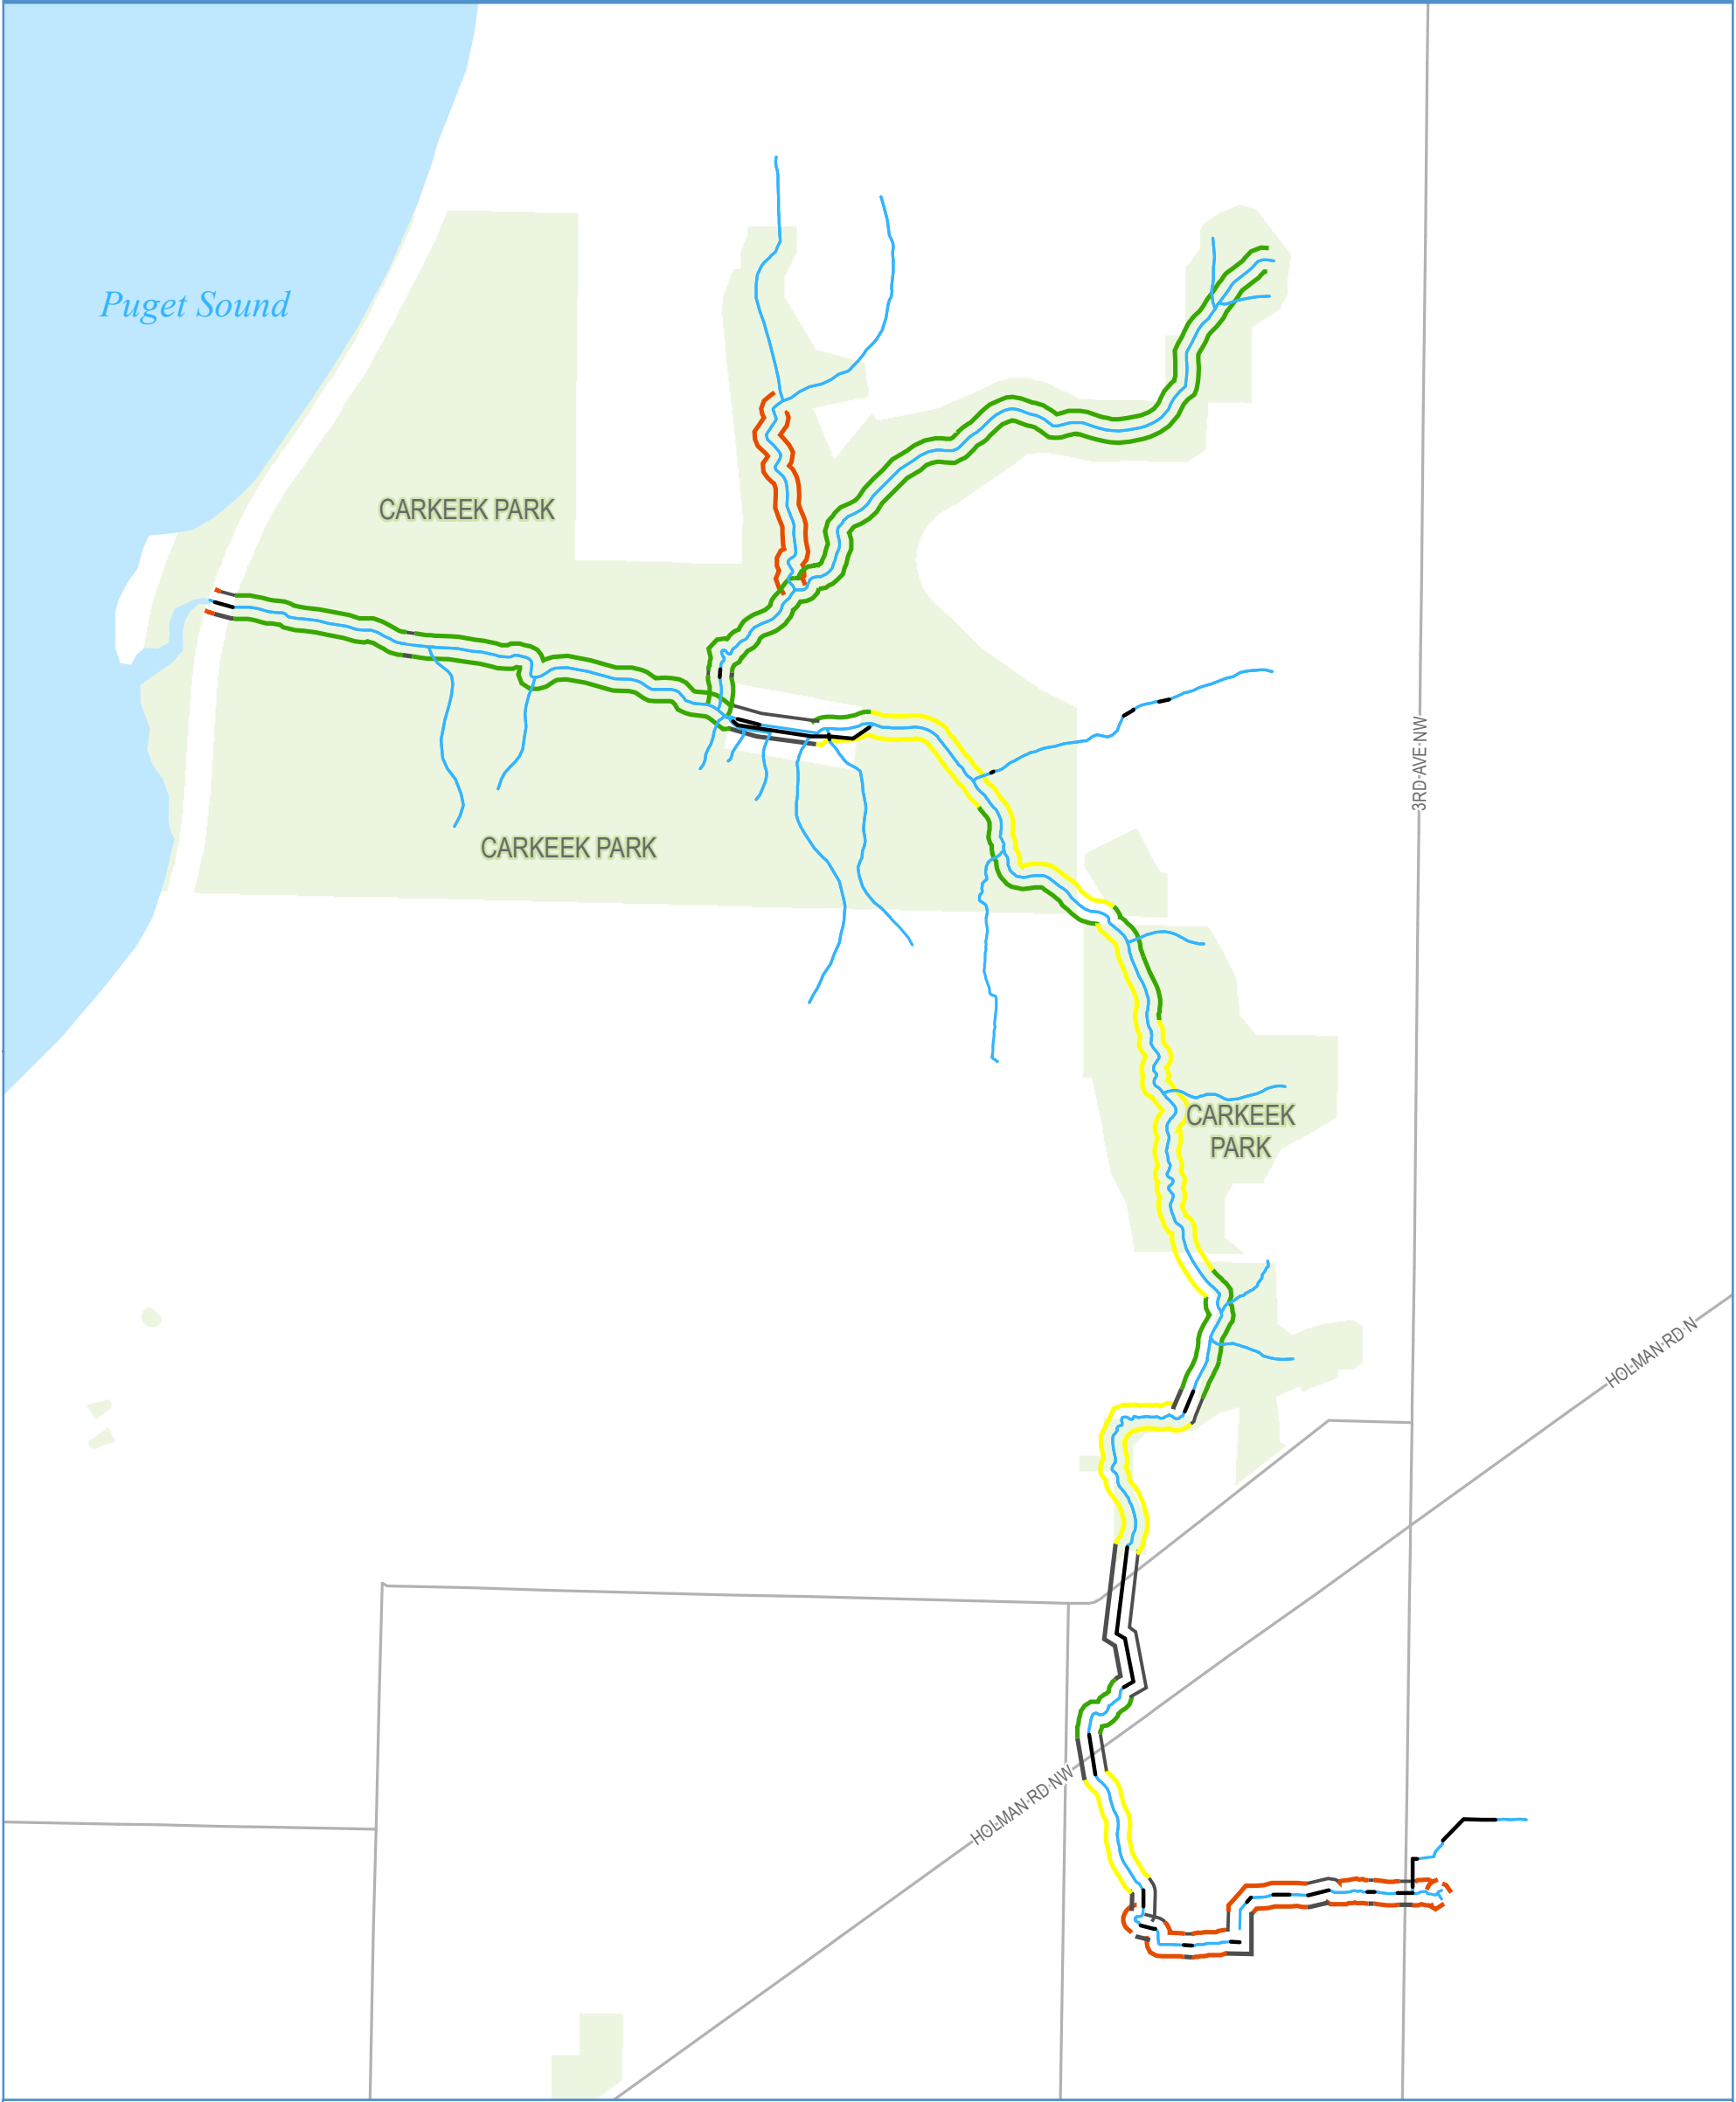 Puget Sound
CARKEEK PARK
3RD-AVE-NW
CARKEEK PARK
CARKEEK
PARK
HOLMAN-RD-N
HOLMAN-RD-NW